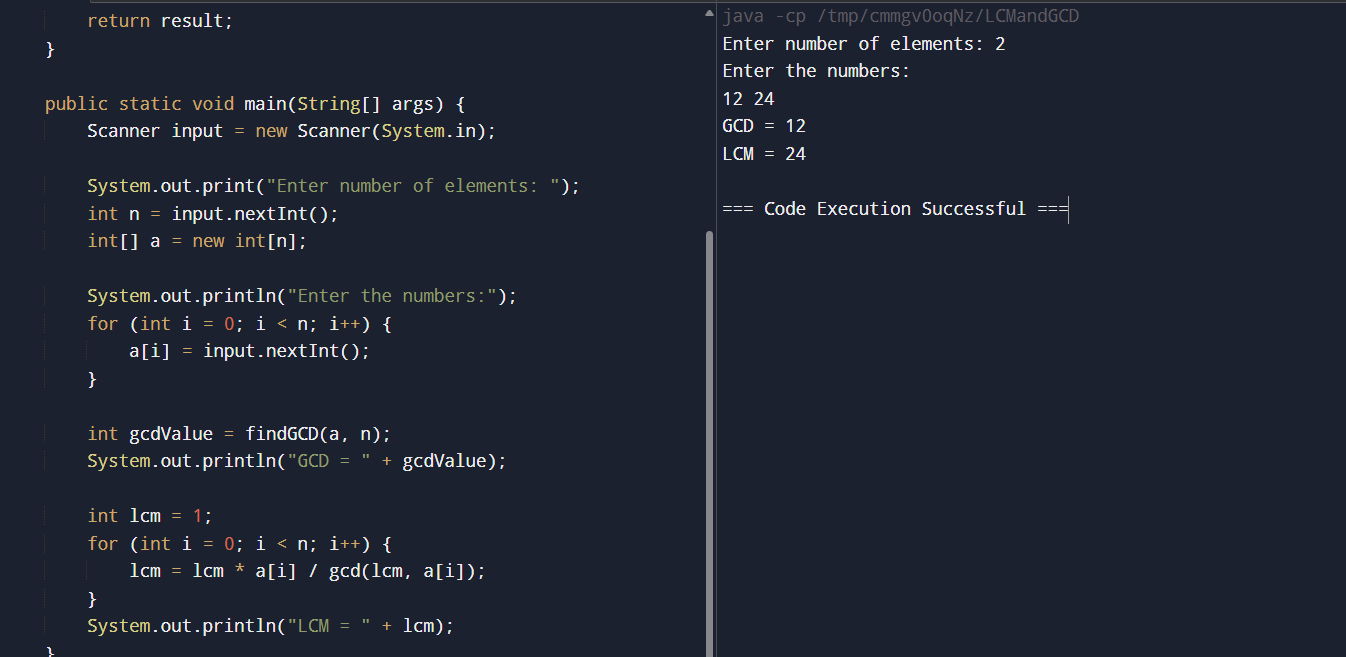 return result;
}
public static void main(String[] args) {
Scanner input = new Scanner(System.in);
System.out.print("Enter number of elements: ");
int n = input.nextInt();
int[] a = new int[n];
System.out.println("Enter the numbers:");
for (int i = 0; i < n; i++) {
a[i] = input.nextInt();
}
int gcdValue = findGCD(a, n);
System.out.println("GCD = " + gcdValue);
int lcm = 1;
for (int i = 0; i < n; i++) {
lcm = lcm * a[i] / gcd(lcm, a[i]);
}
System.out.println("LCM = " + lcm);
}
java -cp /tmp/cmmgv0oqNz/LCMandGCD
Enter number of elements: 2
Enter the numbers:
12 24
GCD = 12
LCM = 24
=== Code Execution Successful ===